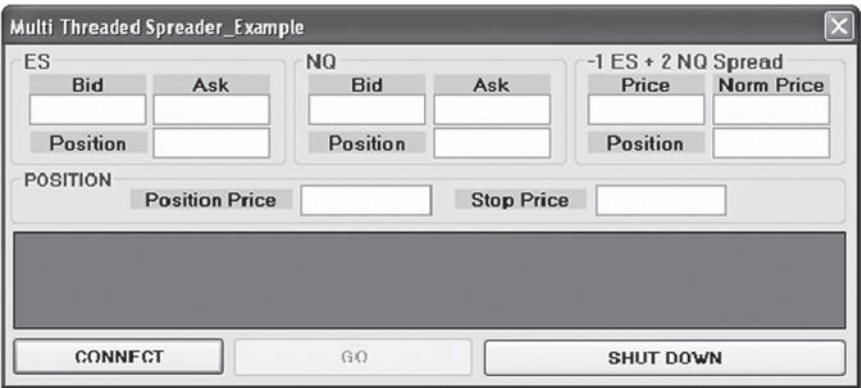 Multi Threaded Spreader_Example
ES NQ -1 ES + 2 NQ Spread
Bid Ask Bid Ask Price Norm Price
Position Position Position
POSITION
Position Price Stop Price
CONNECT GO SHUT DOWN